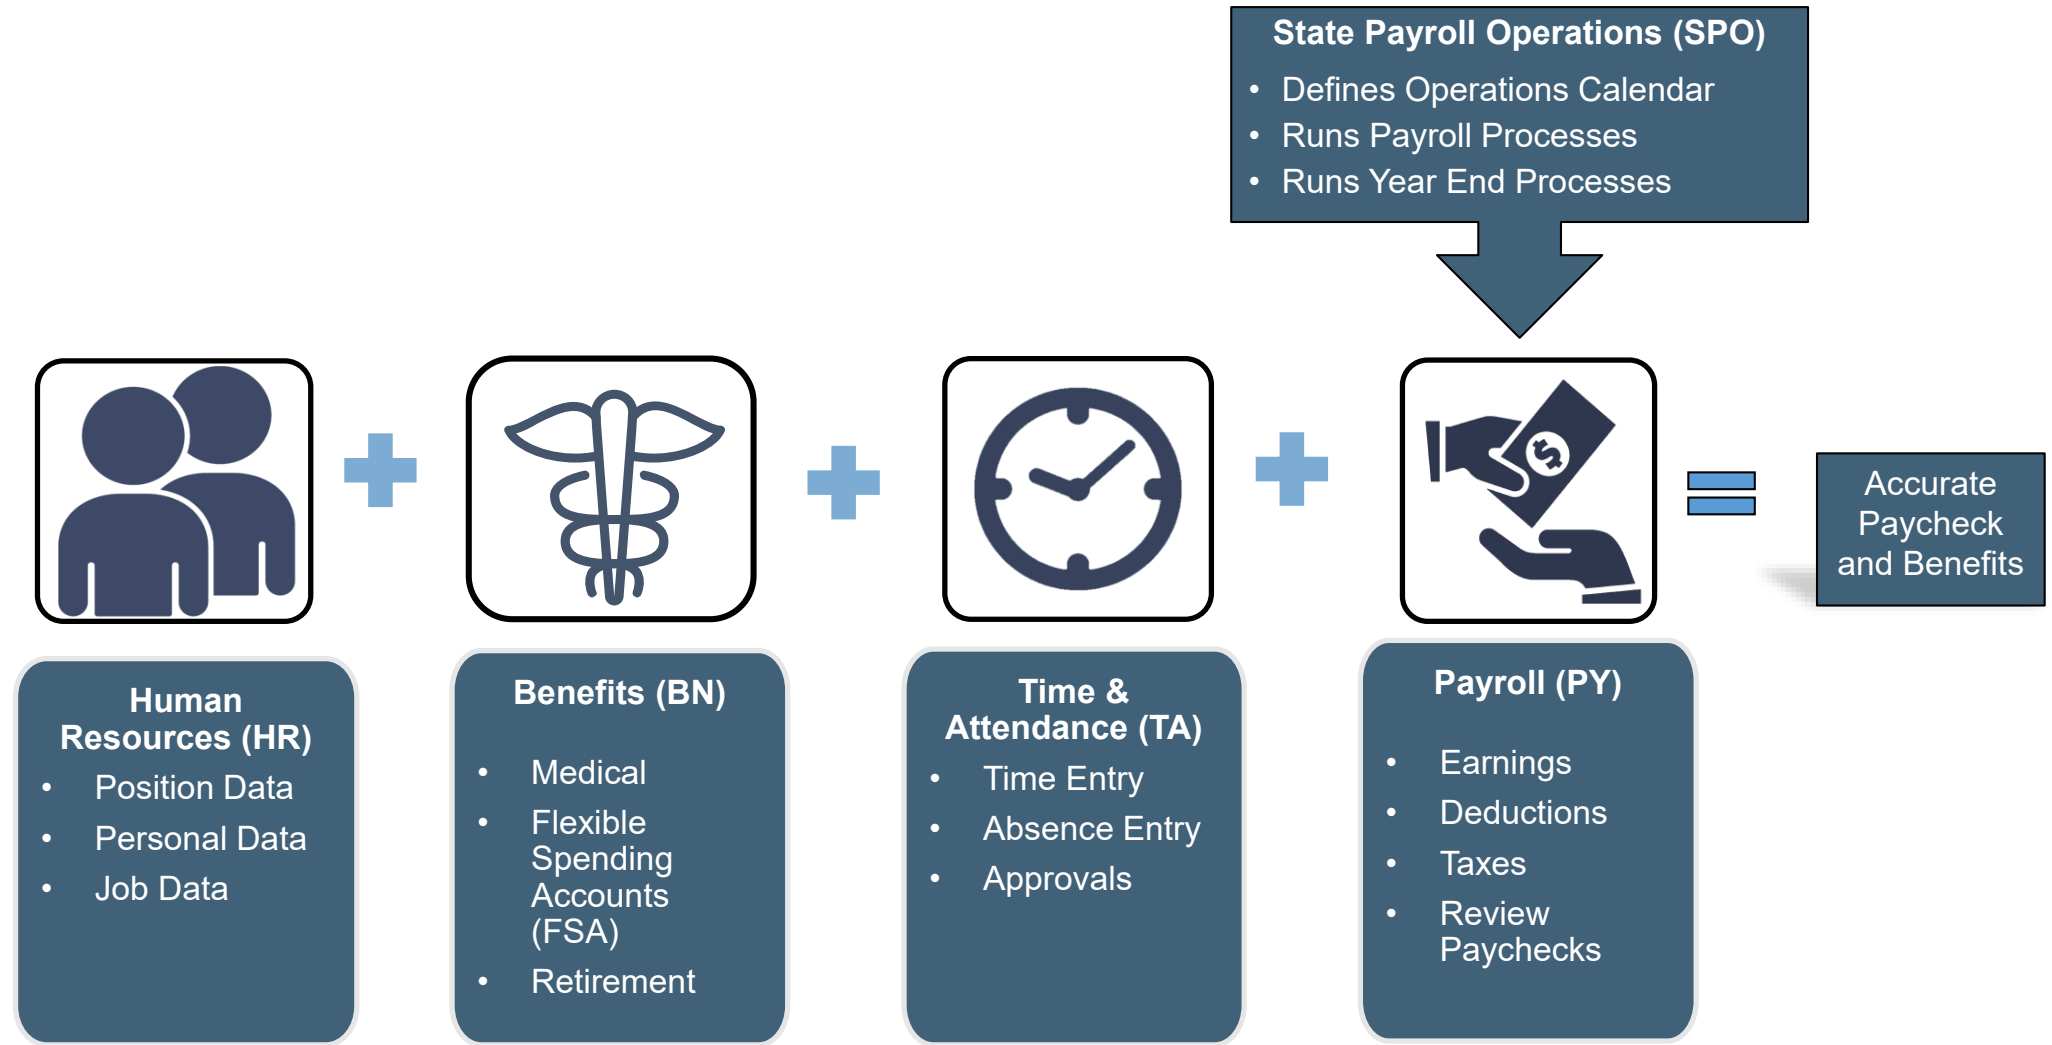 State Payroll Operations (SPO)
• Defines Operations Calendar
• Runs Payroll Processes
• Runs Year End Processes
$
Accurate
Paycheck
and Benefits
Human
Resources (HR)
• Position Data
• Personal Data
• Job Data
Benefits (BN)
• Medical
• Flexible
Spending
Accounts
(FSA)
• Retirement
Time &
Attendance (TA)
• Time Entry
• Absence Entry
• Approvals
Payroll (PY)
• Earnings
• Deductions
• Taxes
• Review
Paychecks